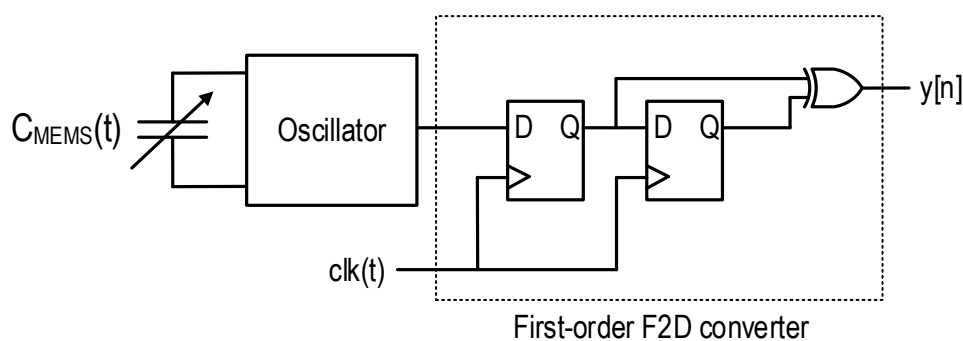 C_MEMS(t)
Oscillator
D Q
D Q
y[n]
clk(t)
First-order F2D converter